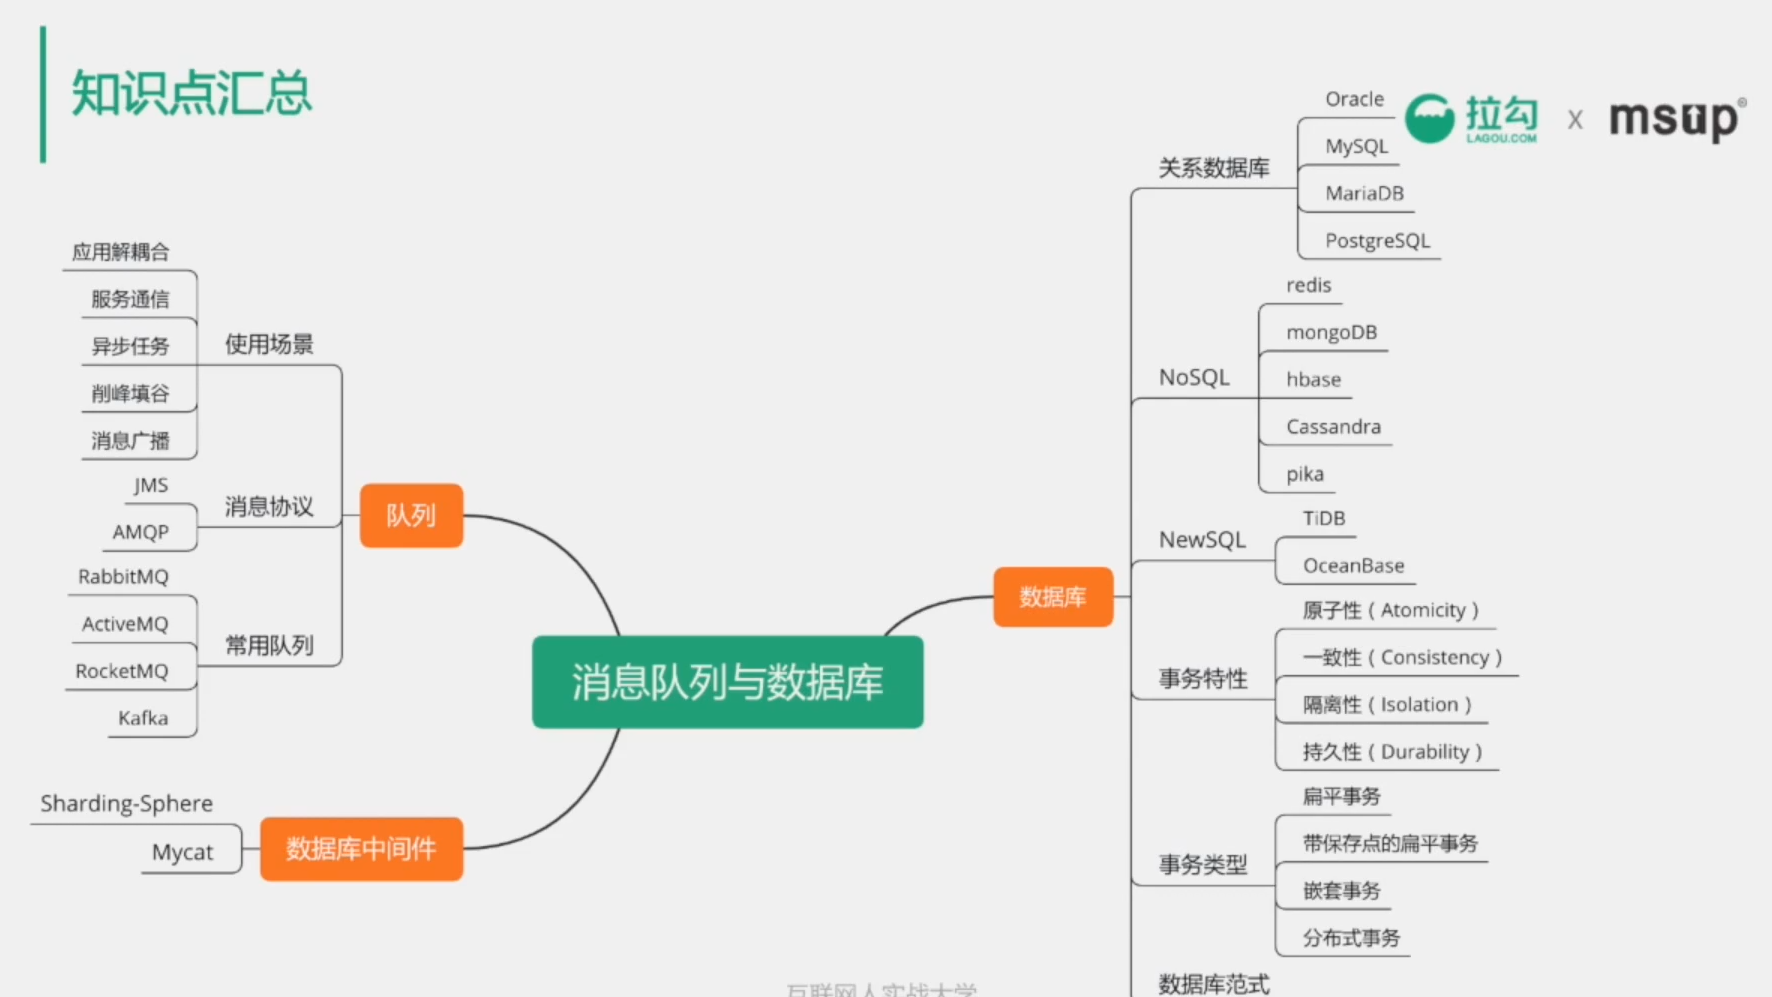 知识点汇总
拉勾
LAGOU.COM
x
msup®
应用解耦合
服务通信
异步任务
削峰填谷
消息广播
使用场景
JMS
AMQP
消息协议
RabbitMQ
ActiveMQ
RocketMQ
Kafka
常用队列
队列
Sharding-Sphere
Mycat
数据库中间件
消息队列与数据库
数据库
关系数据库
Oracle
MySQL
MariaDB
PostgreSQL
NoSQL
redis
mongoDB
hbase
Cassandra
pika
NewSQL
TiDB
OceanBase
事务特性
原子性 ( Atomicity )
一致性 ( Consistency )
隔离性 ( Isolation )
持久性 ( Durability )
事务类型
扁平事务
带保存点的扁平事务
嵌套事务
分布式事务
数据库范式
互联网人实战大学